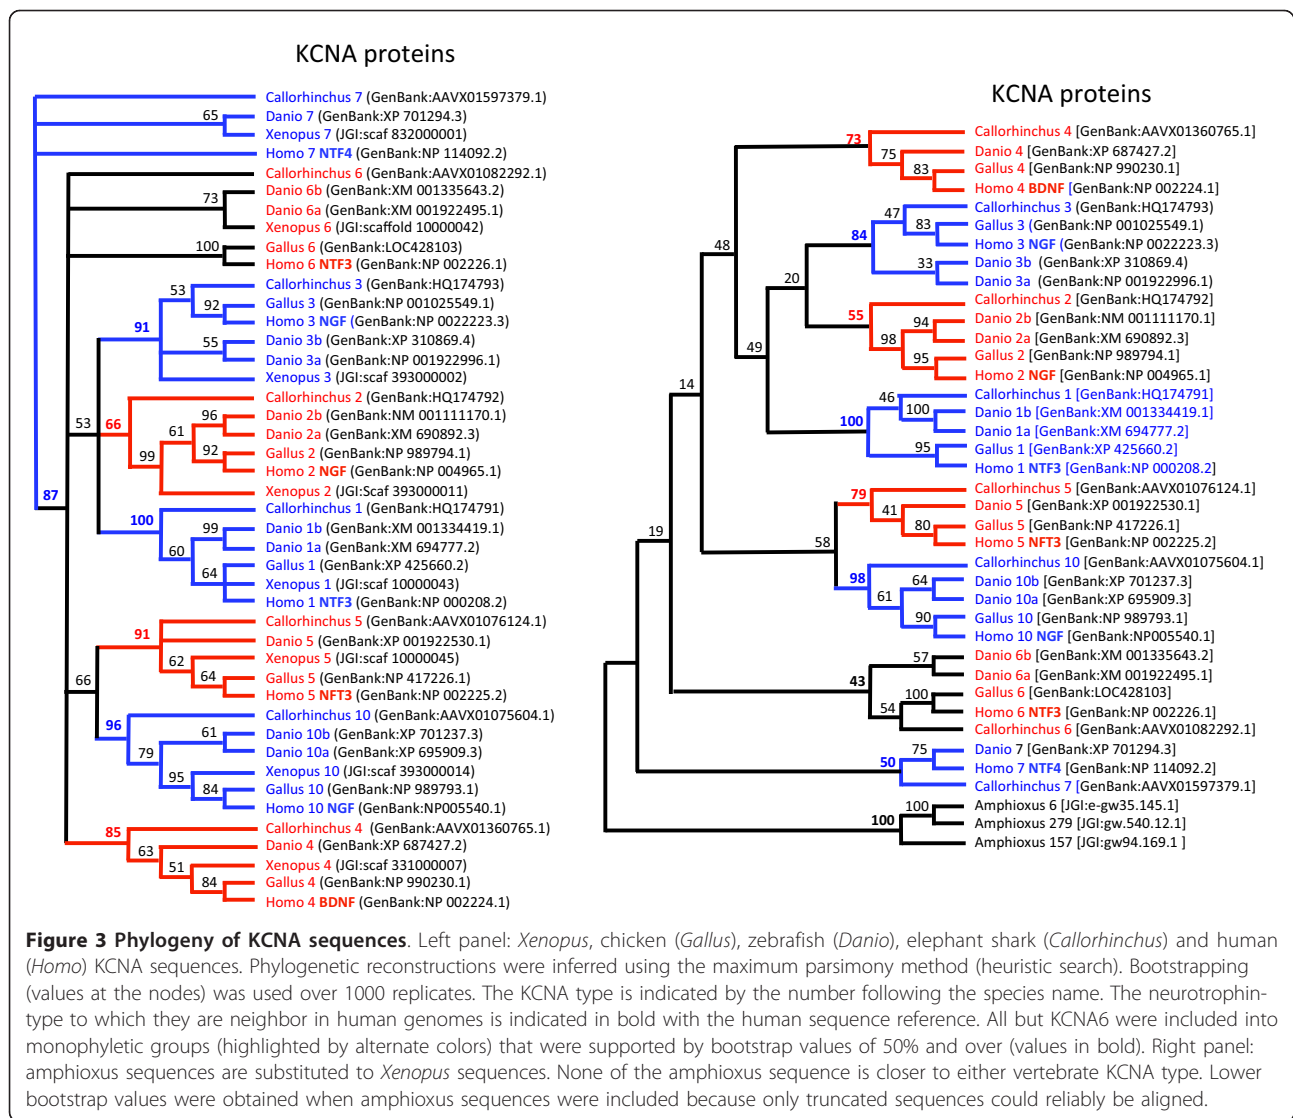 KCNA proteins
Callorhinchus 7 (GenBank:AAVX01597379.1)
65
Danio 7 (GenBank:XP 701294.3)
Xenopus 7 (JGI:scaf 832000001)
Homo 7 NTF4 (GenBank:NP 114092.2)
Callorhinchus 6 (GenBank:AAVX01082292.1)
Danio 6b (GenBank:XM 001335643.2)
73
Danio 6a (GenBank:XM 001922495.1)
Xenopus 6 (JGI:scaffold 10000042)
Gallus 6 (GenBank:LOC428103)
100
Homo 6 NTF3 (GenBank:NP 002226.1)
Callorhinchus 3 (GenBank:HQ174793)
53
Gallus 3 (GenBank:NP 001025549.1)
92
Homo 3 NGF (GenBank:NP 0022223.3)
91
Danio 3b (GenBank:XP 310869.4)
55
Danio 3a (GenBank:NP 001922996.1)
Xenopus 3 (JGI:scaf 393000002)
Callorhinchus 2 (GenBank:HQ174792)
53
66
96
Danio 2b (GenBank:NM 001111170.1)
61
Danio 2a (GenBank:XM 690892.3)
99
92
Gallus 2 (GenBank:NP 989794.1)
Homo 2 NGF (GenBank:NP 004965.1)
Xenopus 2 (JGI:Scaf 393000011)
87
Callorhinchus 1 (GenBank:HQ174791)
100
99
Danio 1b (GenBank:XM 001334419.1)
60
Danio 1a (GenBank:XM 694777.2)
Gallus 1 (GenBank:XP 425660.2)
64
Xenopus 1 (JGI:scaf 10000043)
Homo 1 NTF3 (GenBank:NP 000208.2)
Callorhinchus 5 (GenBank:AAVX01076124.1)
91
Danio 5 (GenBank:XP 001922530.1)
62
Xenopus 5 (JGI:scaf 10000045)
66
64
Gallus 5 (GenBank:NP 417226.1)
Homo 5 NFT3 (GenBank:NP 002225.2)
Callorhinchus 10 (GenBank:AAVX01075604.1)
96
61
Danio 10b (GenBank:XP 701237.3)
79
Danio 10a (GenBank:XP 695909.3)
Xenopus 10 (JGI:scaf 393000014)
95
84
Gallus 10 (GenBank:NP 989793.1)
Homo 10 NGF (GenBank:NP005540.1)
Callorhinchus 4 (GenBank:AAVX01360765.1)
85
Danio 4 (GenBank:XP 687427.2)
63
Xenopus 4 (JGI:scaf 331000007)
51
84
Gallus 4 (GenBank:NP 990230.1)
Homo 4 BDNF (GenBank:NP 002224.1)
KCNA proteins
Callorhinchus 4 [GenBank:AAVX01360765.1]
73
Danio 4 [GenBank:XP 687427.2]
75
Gallus 4 [GenBank:NP 990230.1]
83
Homo 4 BDNF [GenBank:NP 002224.1]
Callorhinchus 3 [GenBank:HQ174793)
47
Gallus 3 (GenBank:NP 001025549.1)
83
84
Homo 3 NGF (GenBank:NP 0022223.3)
48
Danio 3b (GenBank:XP 310869.4)
33
Danio 3a (GenBank:NP 001922996.1)
20
Callorhinchus 2 [GenBank:HQ174792]
55
94
Danio 2b [GenBank:NM 001111170.1]
Danio 2a [GenBank:XM 690892.3]
98
49
95
Gallus 2 [GenBank:NP 989794.1]
Homo 2 NGF [GenBank:NP 004965.1]
14
46
Callorhinchus 1 [GenBank:HQ174791]
100
Danio 1b [GenBank:XM 001334419.1]
100
Danio 1a [GenBank:XM 694777.2]
95
Gallus 1 [GenBank:XP 425660.2]
Homo 1 NTF3 [GenBank:NP 000208.2]
Callorhinchus 5 [GenBank:AAVX01076124.1]
79
Danio 5 [GenBank:XP 001922530.1]
41
80
Gallus 5 [GenBank:NP 417226.1]
19
58
Homo 5 NFT3 [GenBank:NP 002225.2]
Callorhinchus 10 [GenBank:AAVX01075604.1]
98
64
Danio 10b [GenBank:XP 701237.3]
61
Danio 10a [GenBank:XP 695909.3]
90
Gallus 10 [GenBank:NP 989793.1]
Homo 10 NGF [GenBank:NP005540.1]
57
Danio 6b [GenBank:XM 001335643.2]
43
Danio 6a [GenBank:XM 001922495.1]
100
Gallus 6 [GenBank:LOC428103]
54
Homo 6 NTF3 [GenBank:NP 002226.1]
Callorhinchus 6 [GenBank:AAVX01082292.1]
75
Danio 7 [GenBank:XP 701294.3]
50
Homo 7 NTF4 [GenBank:NP 114092.2]
Callorhinchus 7 [GenBank:AAVX01597379.1]
100
Amphioxus 6 [JGI:e-gw35.145.1]
100
Amphioxus 279 [JGI:gw.540.12.1]
Amphioxus 157 [JGI:gw94.169.1 ]
Figure 3 Phylogeny of KCNA sequences. Left panel: Xenopus, chicken (Gallus), zebrafish (Danio), elephant shark (Callorhinchus) and human
(Homo) KCNA sequences. Phylogenetic reconstructions were inferred using the maximum parsimony method (heuristic search). Bootstrapping
(values at the nodes) was used over 1000 replicates. The KCNA type is indicated by the number following the species name. The neurotrophin-
type to which they are neighbor in human genomes is indicated in bold with the human sequence reference. All but KCNA6 were included into
monophyletic groups (highlighted by alternate colors) that were supported by bootstrap values of 50% and over (values in bold). Right panel:
amphioxus sequences are substituted to Xenopus sequences. None of the amphioxus sequence is closer to either vertebrate KCNA type. Lower
bootstrap values were obtained when amphioxus sequences were included because only truncated sequences could reliably be aligned.